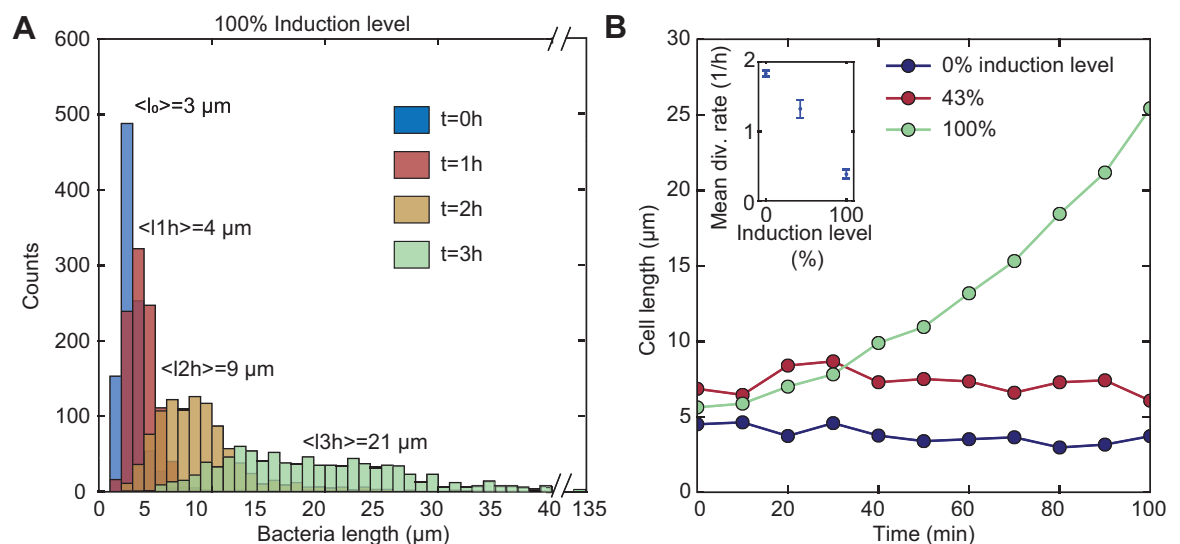 A
100% Induction level
600
500
400
300
200
100
0
Counts
<l₀>=3 µm
<l1h>=4 µm
<l2h>=9 µm
<l3h>=21 µm
t=0h
t=1h
t=2h
t=3h
0 5 10 15 20 25 30 35 40 135
Bacteria length (µm)
B
30
25
20
15
10
5
0
Cell length (µm)
0% induction level
43%
100%
2
1
0
Mean div. rate (1/h)
0 100
Induction level
(%)
0 20 40 60 80 100
Time (min)